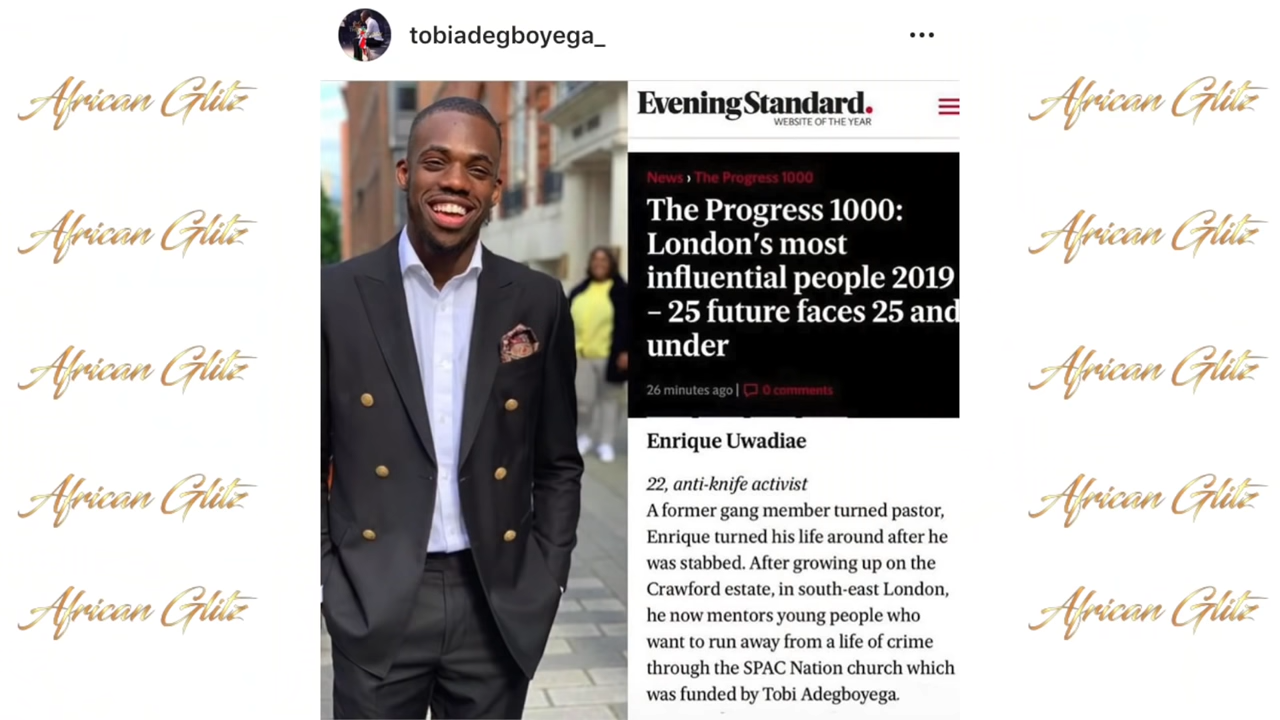 tobiadegboyega_
African Glitz
African Glitz
African Glitz
African Glitz
African Glitz
Evening Standard.
WEBSITE OF THE YEAR
News › The Progress 1000
The Progress 1000:
London's most
influential people 2019
– 25 future faces 25 and
under
26 minutes ago | 0 comments
Enrique Uwadiae
22, anti-knife activist
A former gang member turned pastor,
Enrique turned his life around after he
was stabbed. After growing up on the
Crawford estate, in south-east London,
he now mentors young people who
want to run away from a life of crime
through the SPAC Nation church which
was funded by Tobi Adegboyega.
African Glitz
African Glitz
African Glitz
African Glitz
African Glitz